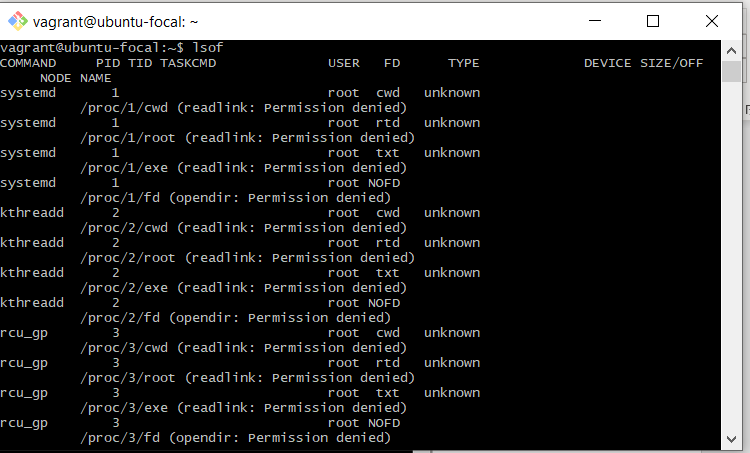 vagrant@ubuntu-focal: ~
vagrant@ubuntu-focal:~$ lsof
COMMAND     PID TID TASKCMD              USER   FD      TYPE             DEVICE SIZE/OFF
     NODE NAME
systemd       1                          root  cwd   unknown
          /proc/1/cwd (readlink: Permission denied)
systemd       1                          root  rtd   unknown
          /proc/1/root (readlink: Permission denied)
systemd       1                          root  txt   unknown
          /proc/1/exe (readlink: Permission denied)
systemd       1                          root NOFD
          /proc/1/fd (opendir: Permission denied)
kthreadd      2                          root  cwd   unknown
          /proc/2/cwd (readlink: Permission denied)
kthreadd      2                          root  rtd   unknown
          /proc/2/root (readlink: Permission denied)
kthreadd      2                          root  txt   unknown
          /proc/2/exe (readlink: Permission denied)
kthreadd      2                          root NOFD
          /proc/2/fd (opendir: Permission denied)
rcu_gp        3                          root  cwd   unknown
          /proc/3/cwd (readlink: Permission denied)
rcu_gp        3                          root  rtd   unknown
          /proc/3/root (readlink: Permission denied)
rcu_gp        3                          root  txt   unknown
          /proc/3/exe (readlink: Permission denied)
rcu_gp        3                          root NOFD
          /proc/3/fd (opendir: Permission denied)